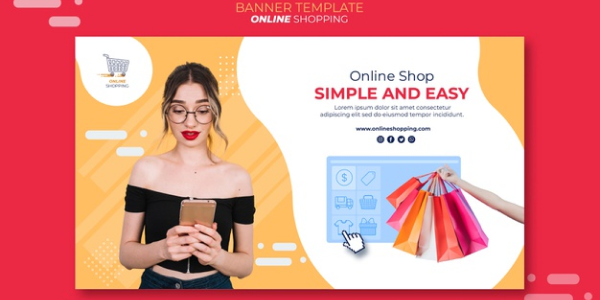 BANNER TEMPLATE
ONLINE SHOPPING
ONLINE
SHOPPING
Online Shop
SIMPLE AND EASY
Lorem ipsum dolor sit amet, consectetur
adipiscing elit sed do eiusmod tempor incididunt.
www.onlineshopping.com